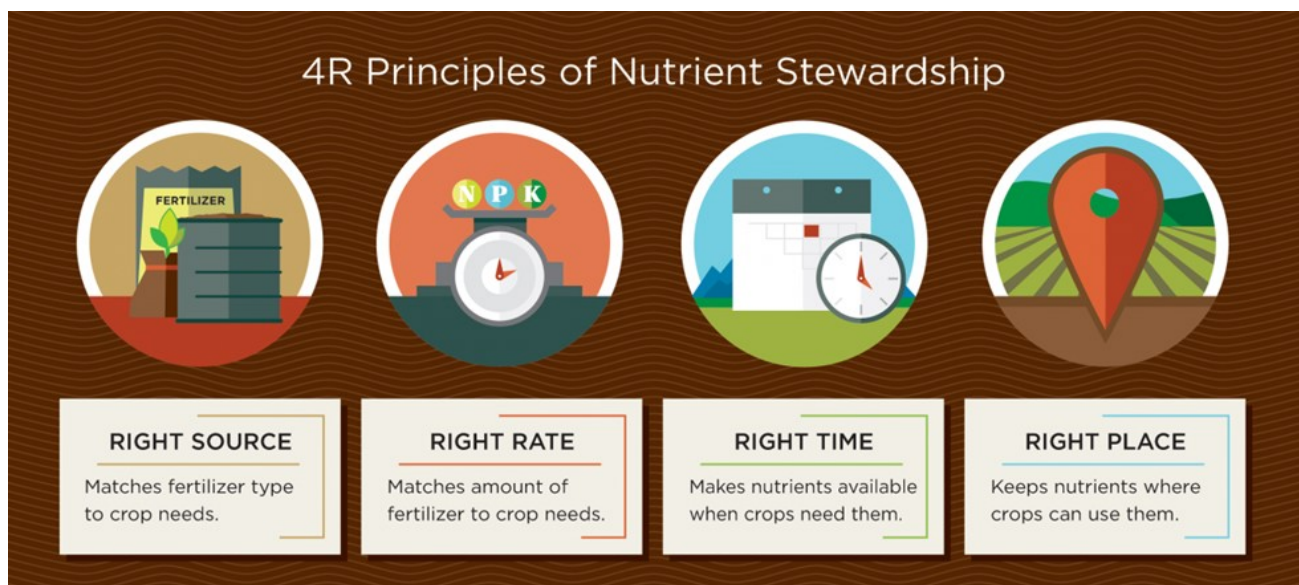 4R Principles of Nutrient Stewardship
FERTILIZER
N P K
RIGHT SOURCE
Matches fertilizer type
to crop needs.
RIGHT RATE
Matches amount of
fertilizer to crop needs.
RIGHT TIME
Makes nutrients available
when crops need them.
RIGHT PLACE
Keeps nutrients where
crops can use them.